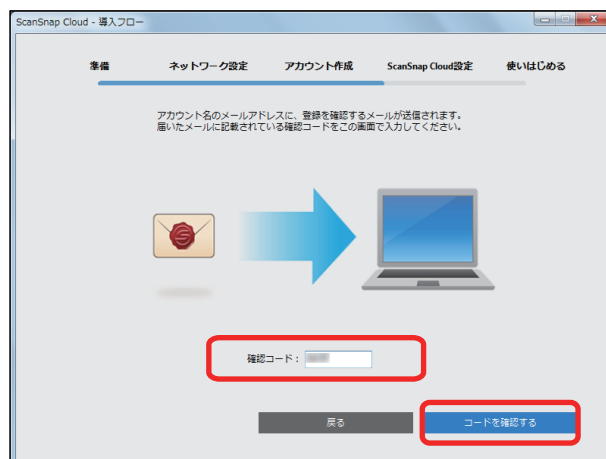 ScanSnap Cloud - 導入フロー
準備 ネットワーク設定 アカウント作成 ScanSnap Cloud設定 使いはじめる
アカウント名のメールアドレスに、登録を確認するメールが送信されます。
届いたメールに記載されている確認コードをこの画面で入力してください。
確認コード：
戻る コードを確認する